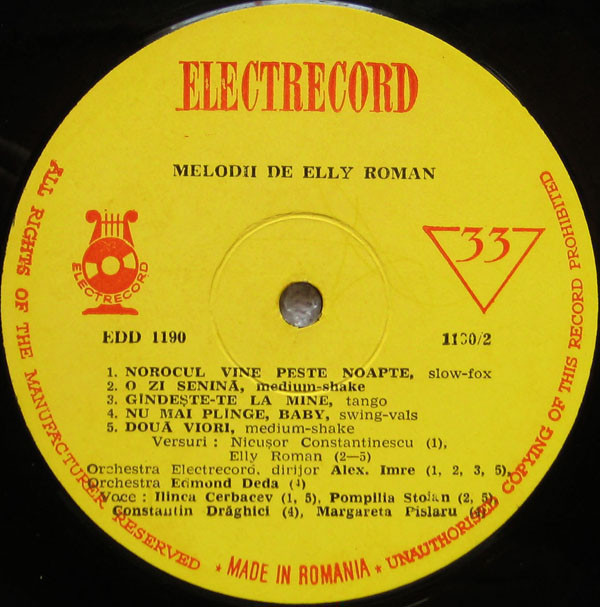 ELECTRECORD
MELODII DE ELLY ROMAN
ELECTRECORD
33
EDD 1190
1190/2
1. NOROCUL VINE PESTE NOAPTE, slow-fox
2. O ZI SENINĂ, medium-shake
3. GÎNDEȘTE-TE LA MINE, tango
4. NU MAI PLÎNGE, BABY, swing-vals
5. DOUĂ VIORI, medium-shake
Versuri : Nicușor Constantinescu (1),
Elly Roman (2—5)
Orchestra Electrecord, dirijor Alex. Imre (1, 2, 3, 5),
Orchestra Edmond Deda (4)
Voce : Ilinca Cerbacev (1, 5), Pompilia Stoian (2, 5)
Constantin Drăghici (4), Margareta Pîslaru
ALL RIGHTS OF THE MANUFACTURER RESERVED * MADE IN ROMANIA * UNAUTHORISED COPYING OF THIS RECORD PROHIBITED